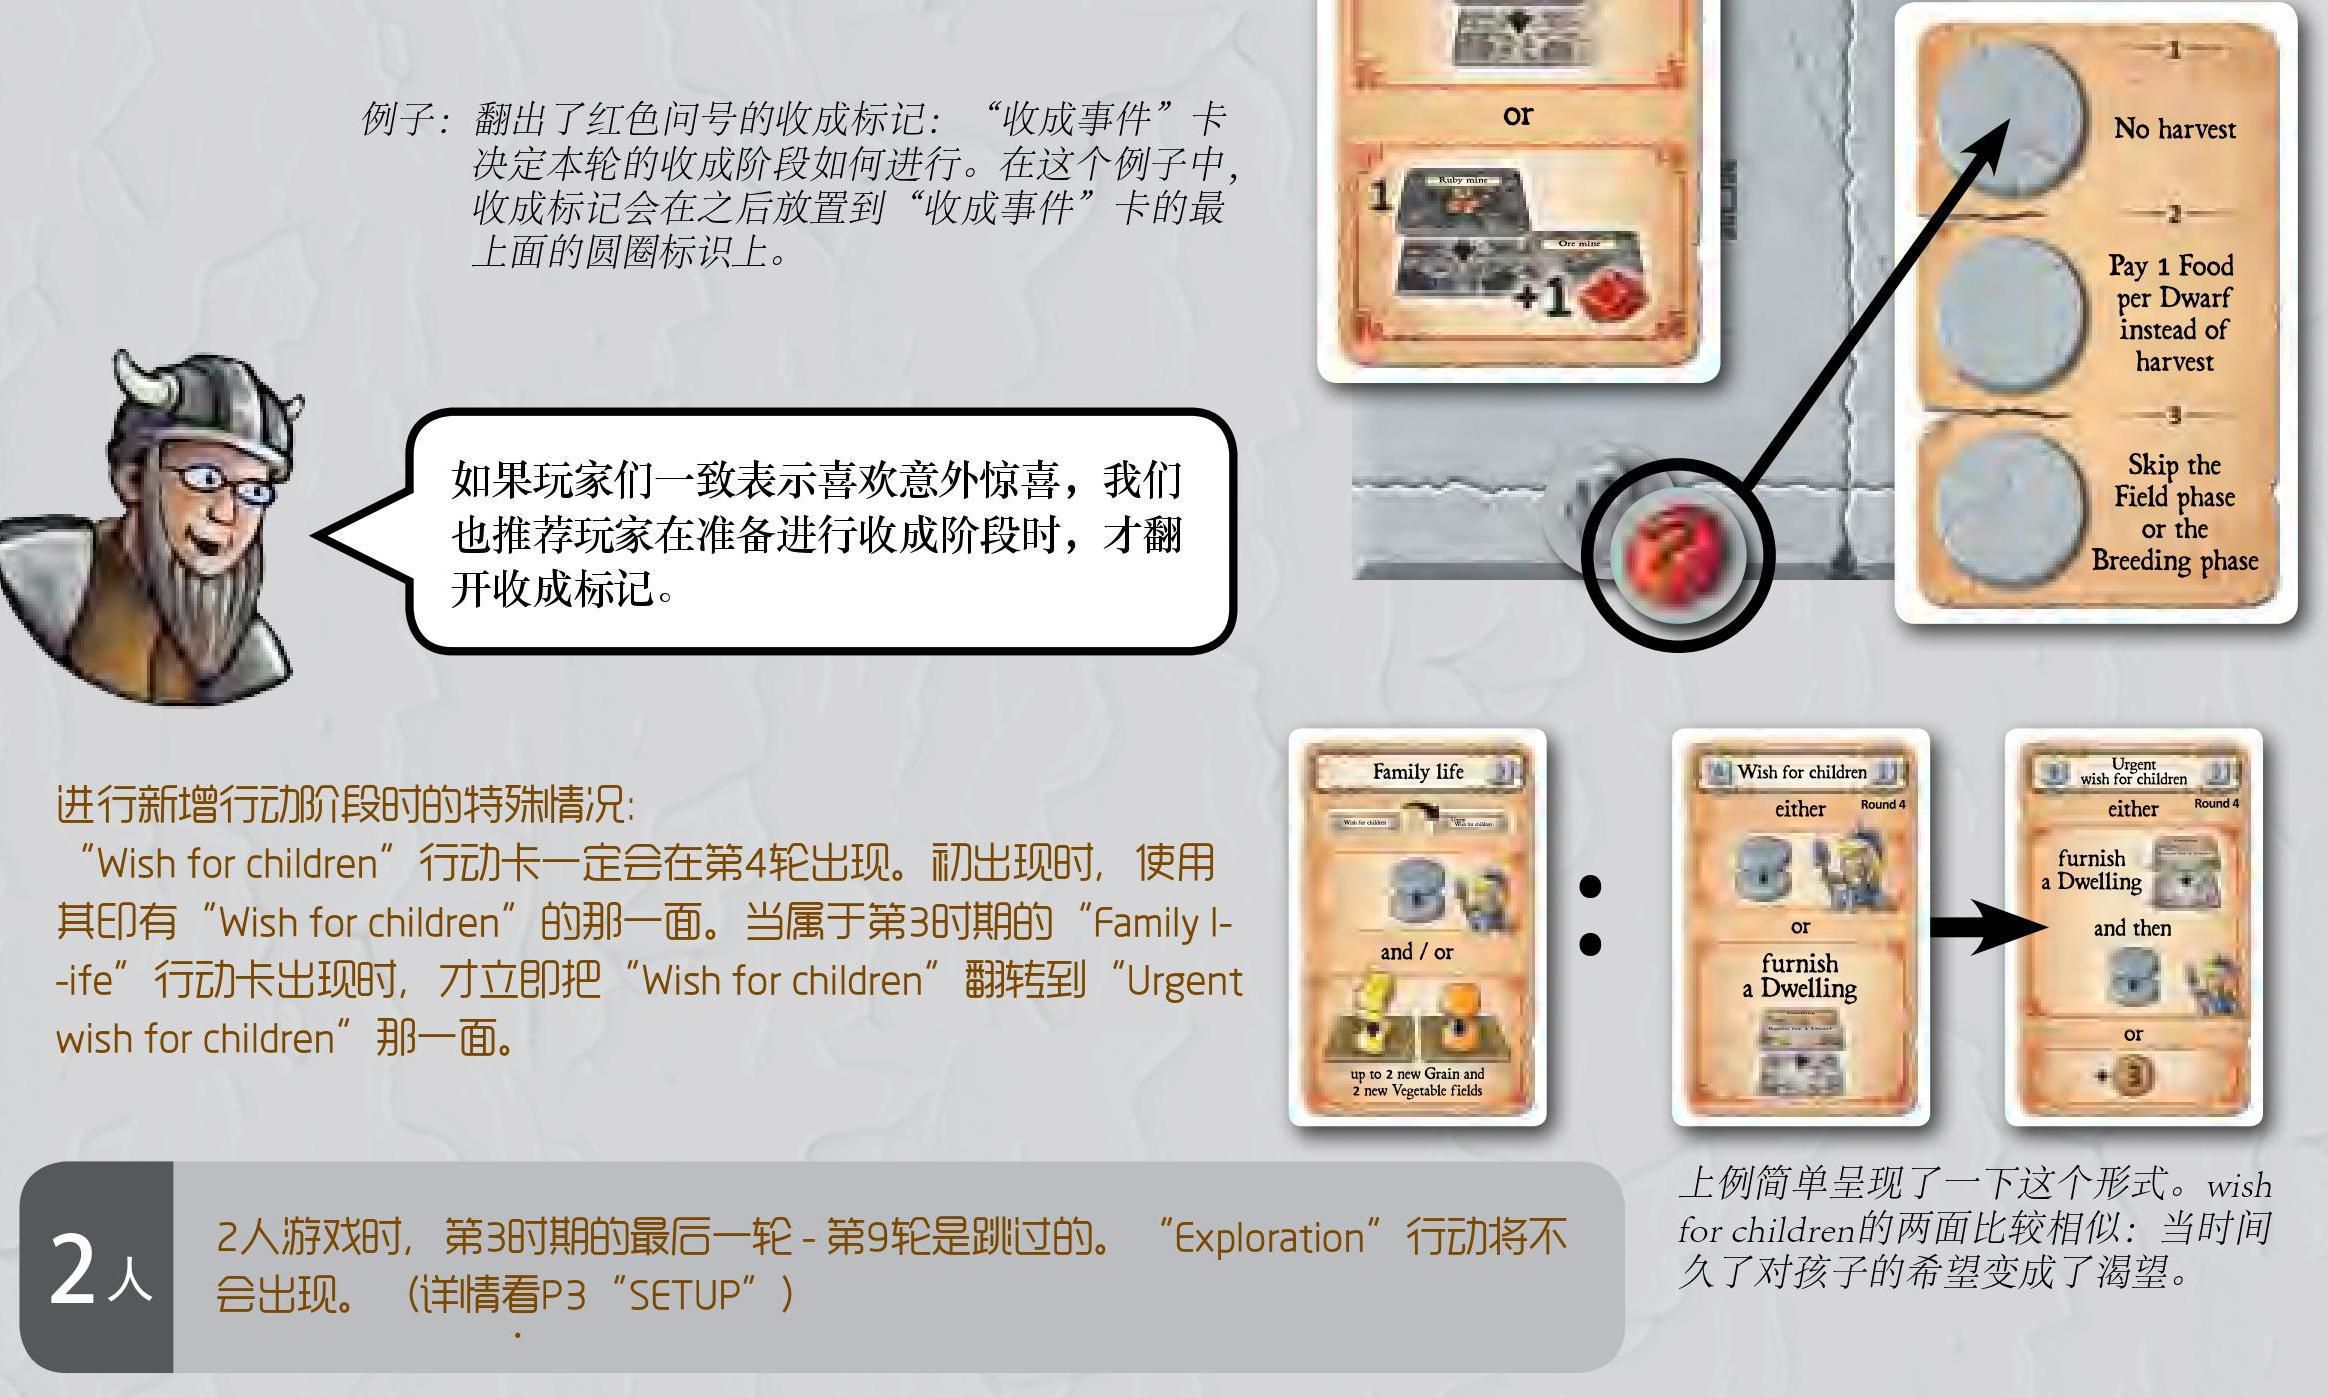 例子：翻出了红色问号的收成标记：“收成事件”卡
决定本轮的收成阶段如何进行。在这个例子中，
收成标记会在之后放置到“收成事件”卡的最
上面的圆圈标识上。
or
1
Ruby mine
Ore mine
+1
1
No harvest
2
Pay 1 Food
per Dwarf
instead of
harvest
3
Skip the
Field phase
or the
Breeding phase
如果玩家们一致表示喜欢意外惊喜，我们
也推荐玩家在准备进行收成阶段时，才翻
开收成标记。
进行新增行动阶段时的特殊情况：
“Wish for children”行动卡一定会在第4轮出现。初出现时，使用
其印有“Wish for children”的那一面。当属于第3时期的“Family l-
-ife”行动卡出现时，才立即把“Wish for children”翻转到“Urgent
wish for children”那一面。
Family life
Wish for children
Urgent
Wish for children
and / or
up to 2 new Grain and
2 new Vegetable fields
:
Wish for children
either
Round 4
or
furnish
a Dwelling
Urgent
wish for children
either
Round 4
furnish
a Dwelling
and then
or
+ 3
上例简单呈现了一下这个形式。wish
for children的两面比较相似：当时间
久了对孩子的希望变成了渴望。
2人
2人游戏时，第3时期的最后一轮 - 第9轮是跳过的。“Exploration”行动将不
会出现。（详情看P3“SETUP”）